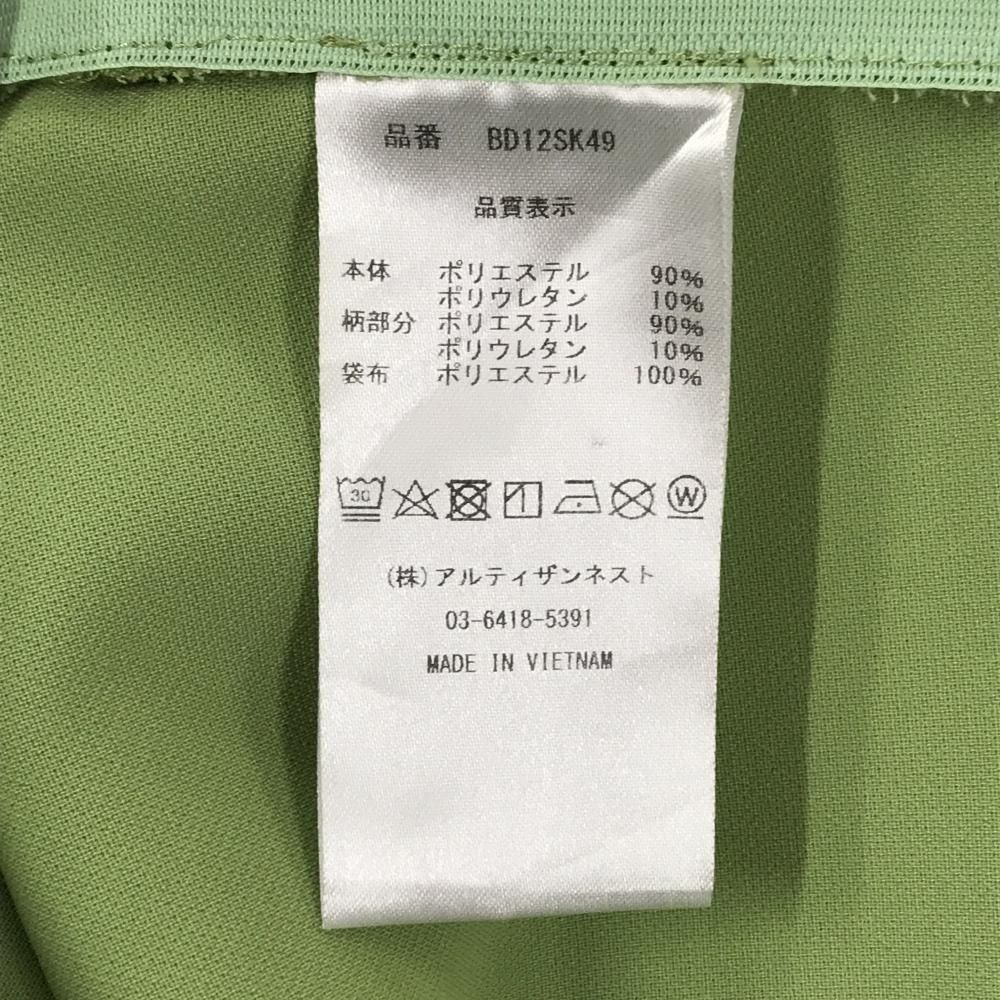 品番 BD12SK49
品質表示
本体 ポリエステル 90%
ポリウレタン 10%
柄部分 ポリエステル 90%
ポリウレタン 10%
袋布 ポリエステル 100%
30 W
(株)アルティザンネスト
03-6418-5391
MADE IN VIETNAM